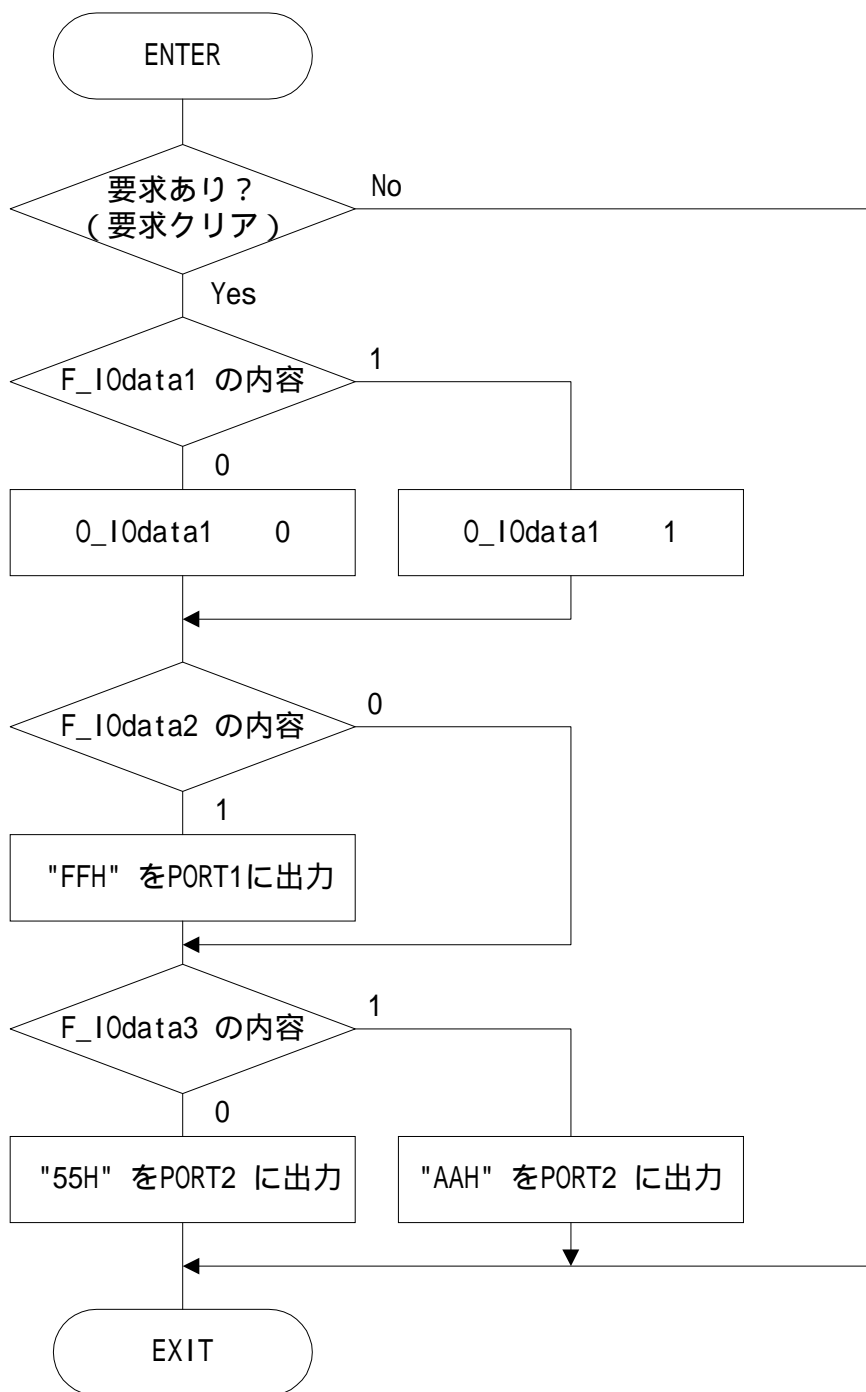 ENTER
要求あり？
（要求クリア）
No
Yes
F_IOdata1 の内容
1
0
O_IOdata1 0
O_IOdata1 1
F_IOdata2 の内容
0
1
"FFH" をPORT1に出力
F_IOdata3 の内容
1
0
"55H" をPORT2 に出力
"AAH" をPORT2 に出力
EXIT